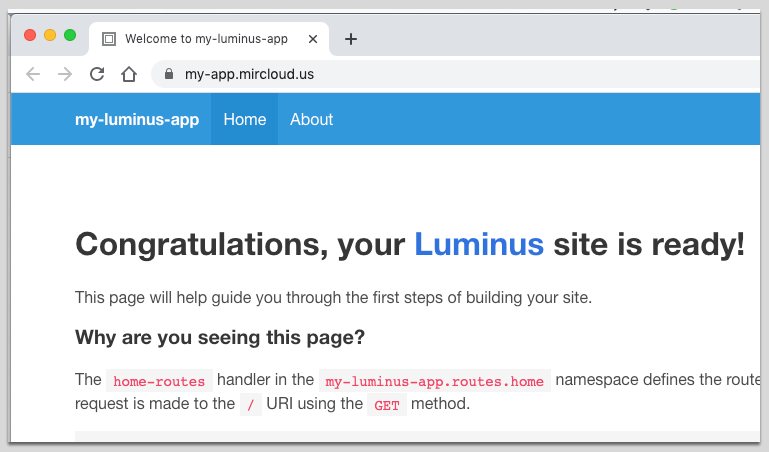 Welcome to my-luminus-app
my-app.mircloud.us
my-luminus-app Home About
Congratulations, your Luminus site is ready!
This page will help guide you through the first steps of building your site.
Why are you seeing this page?
The home-routes handler in the my-luminus-app.routes.home namespace defines the route
request is made to the / URI using the GET method.